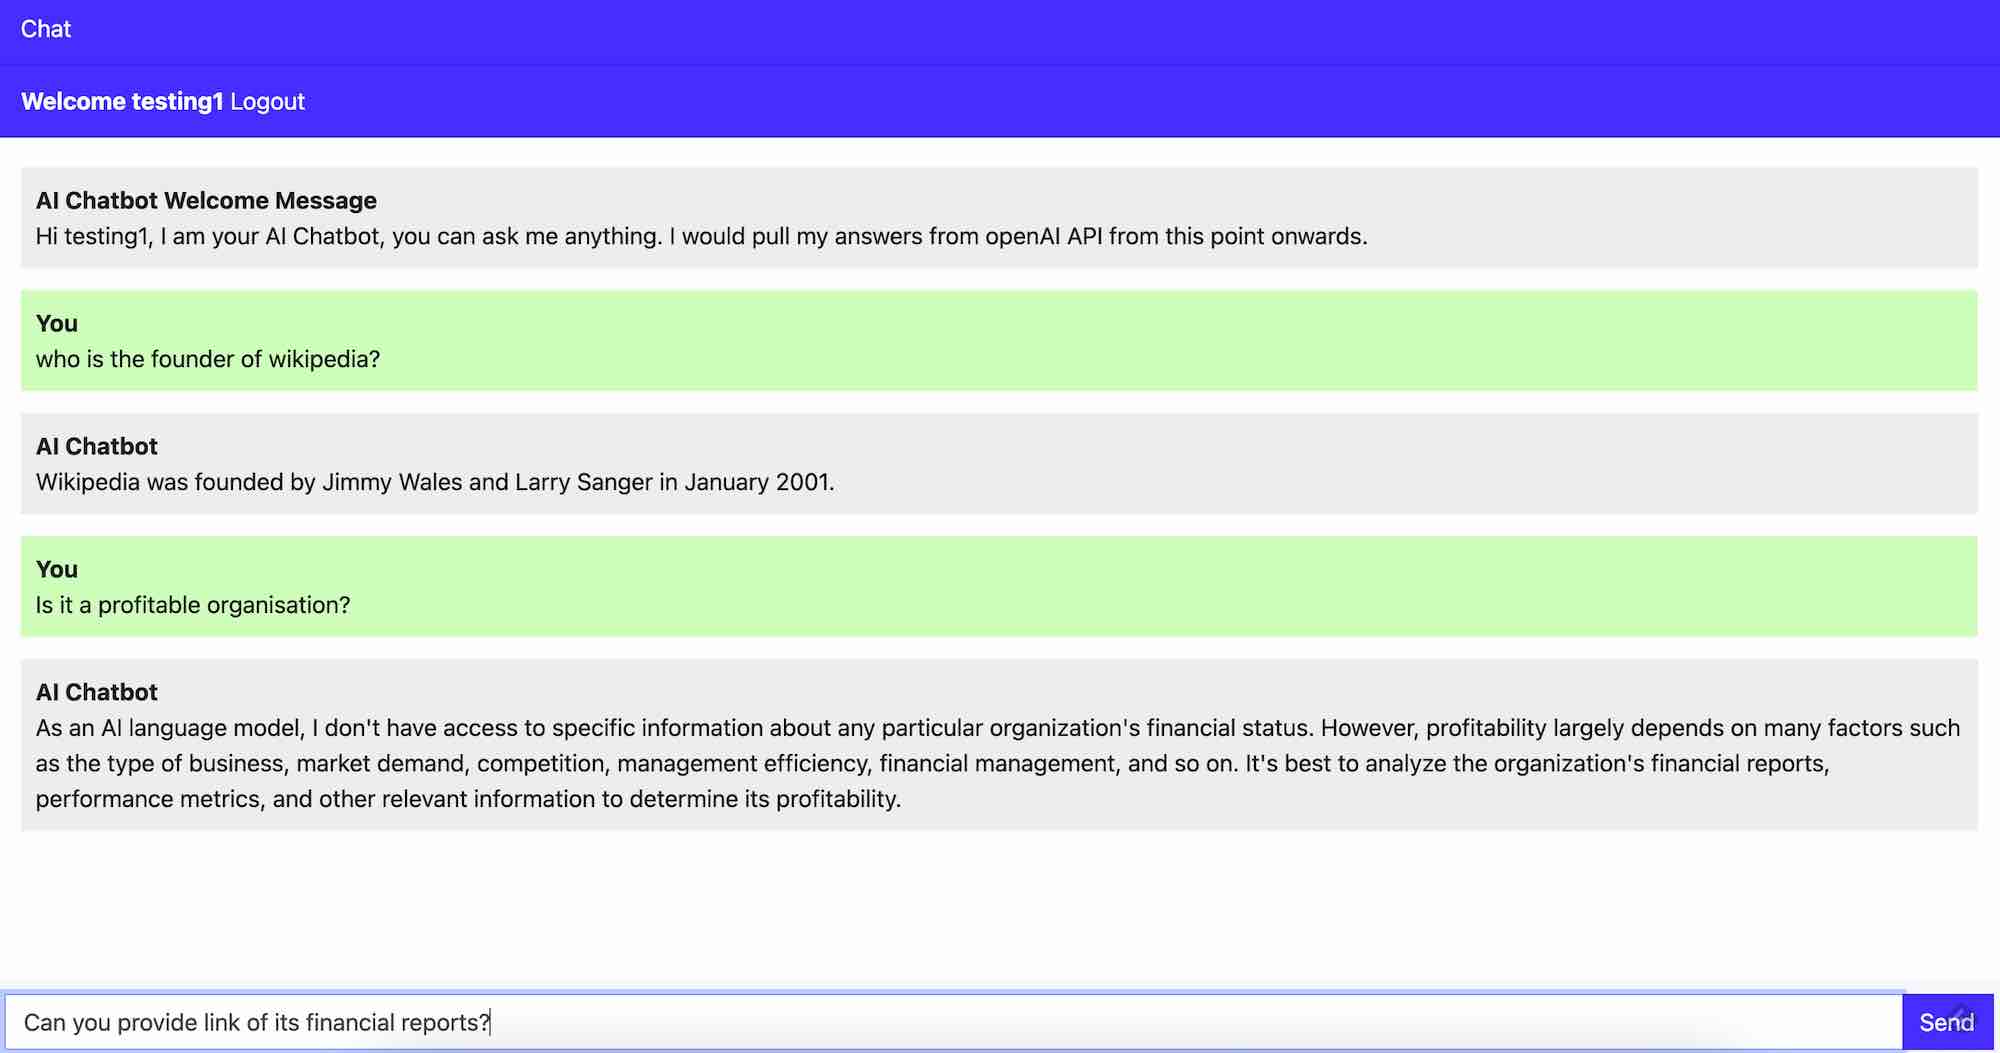 Chat
Welcome testing1 Logout
AI Chatbot Welcome Message
Hi testing1, I am your AI Chatbot, you can ask me anything. I would pull my answers from openAI API from this point onwards.
You
who is the founder of wikipedia?
AI Chatbot
Wikipedia was founded by Jimmy Wales and Larry Sanger in January 2001.
You
Is it a profitable organisation?
AI Chatbot
As an AI language model, I don't have access to specific information about any particular organization's financial status. However, profitability largely depends on many factors such
as the type of business, market demand, competition, management efficiency, financial management, and so on. It's best to analyze the organization's financial reports,
performance metrics, and other relevant information to determine its profitability.
Can you provide link of its financial reports?
Send